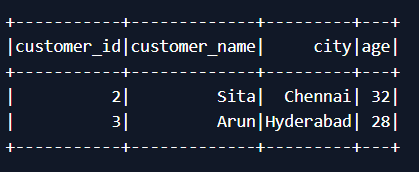 +-----------+-------------+---------+---+
|customer_id|customer_name|     city|age|
+-----------+-------------+---------+---+
|          2|         Sita|  Chennai| 32|
|          3|         Arun|Hyderabad| 28|
+-----------+-------------+---------+---+